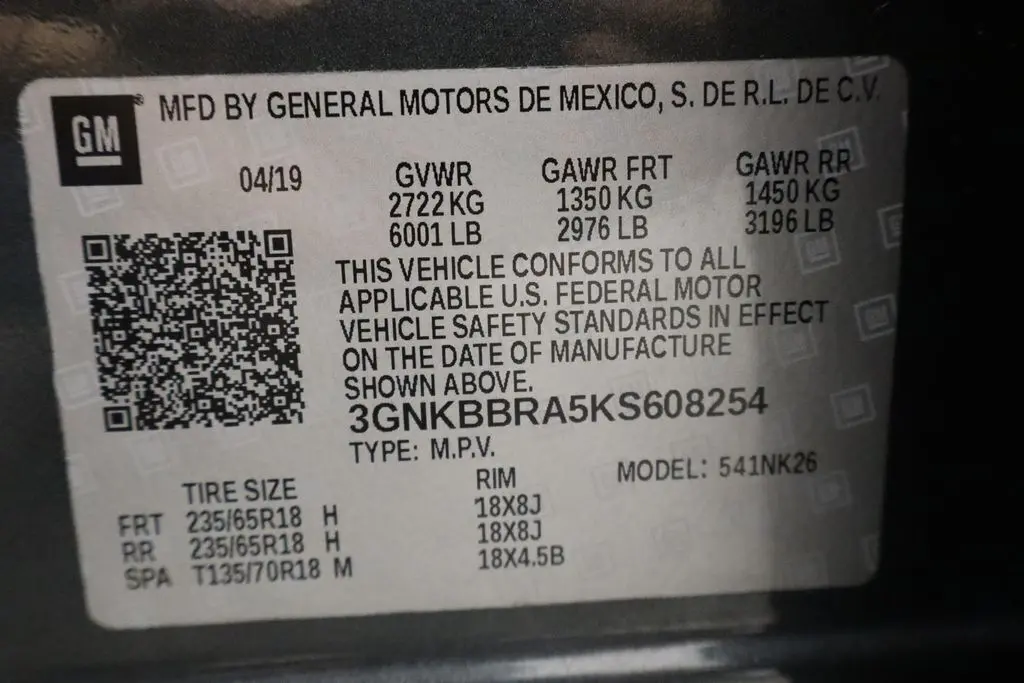 GM® MFD BY GENERAL MOTORS DE MEXICO, S. DE R.L. DE C.V.
04/19 GVWR GAWR FRT GAWR RR
2722 KG 1350 KG 1450 KG
6001 LB 2976 LB 3196 LB
THIS VEHICLE CONFORMS TO ALL
APPLICABLE U.S. FEDERAL MOTOR
VEHICLE SAFETY STANDARDS IN EFFECT
ON THE DATE OF MANUFACTURE
SHOWN ABOVE.
3GNKBBRA5KS608254
TYPE: M.P.V. MODEL: 541NK26
TIRE SIZE RIM
FRT 235/65R18 H 18X8J
RR 235/65R18 H 18X8J
SPA T135/70R18 M 18X4.5B